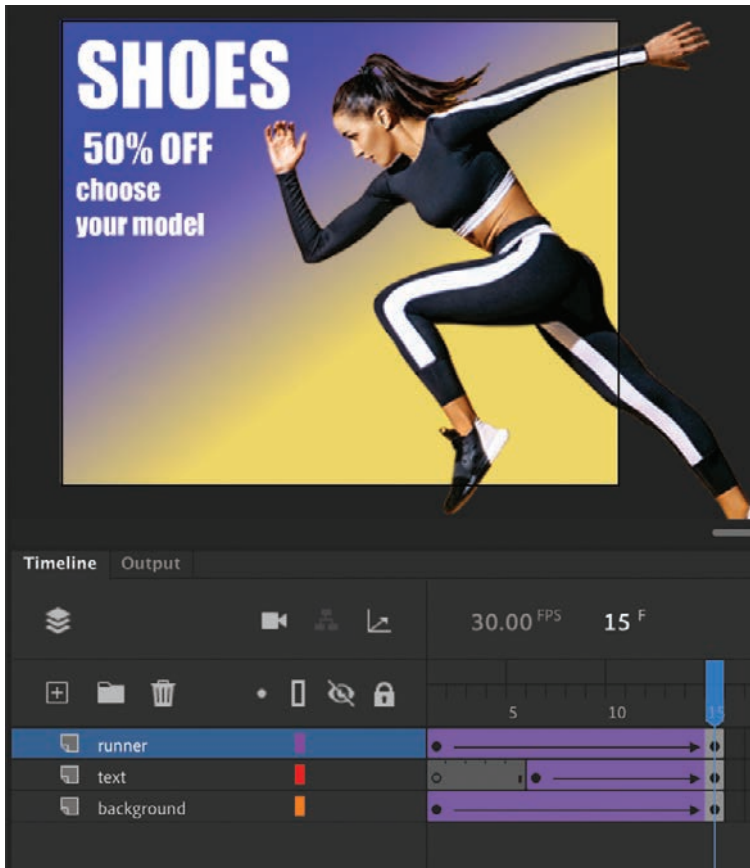 SHOES
50% OFF
choose
your model
Timeline Output
30.00 FPS 15 F
5 10 15
runner
text
background